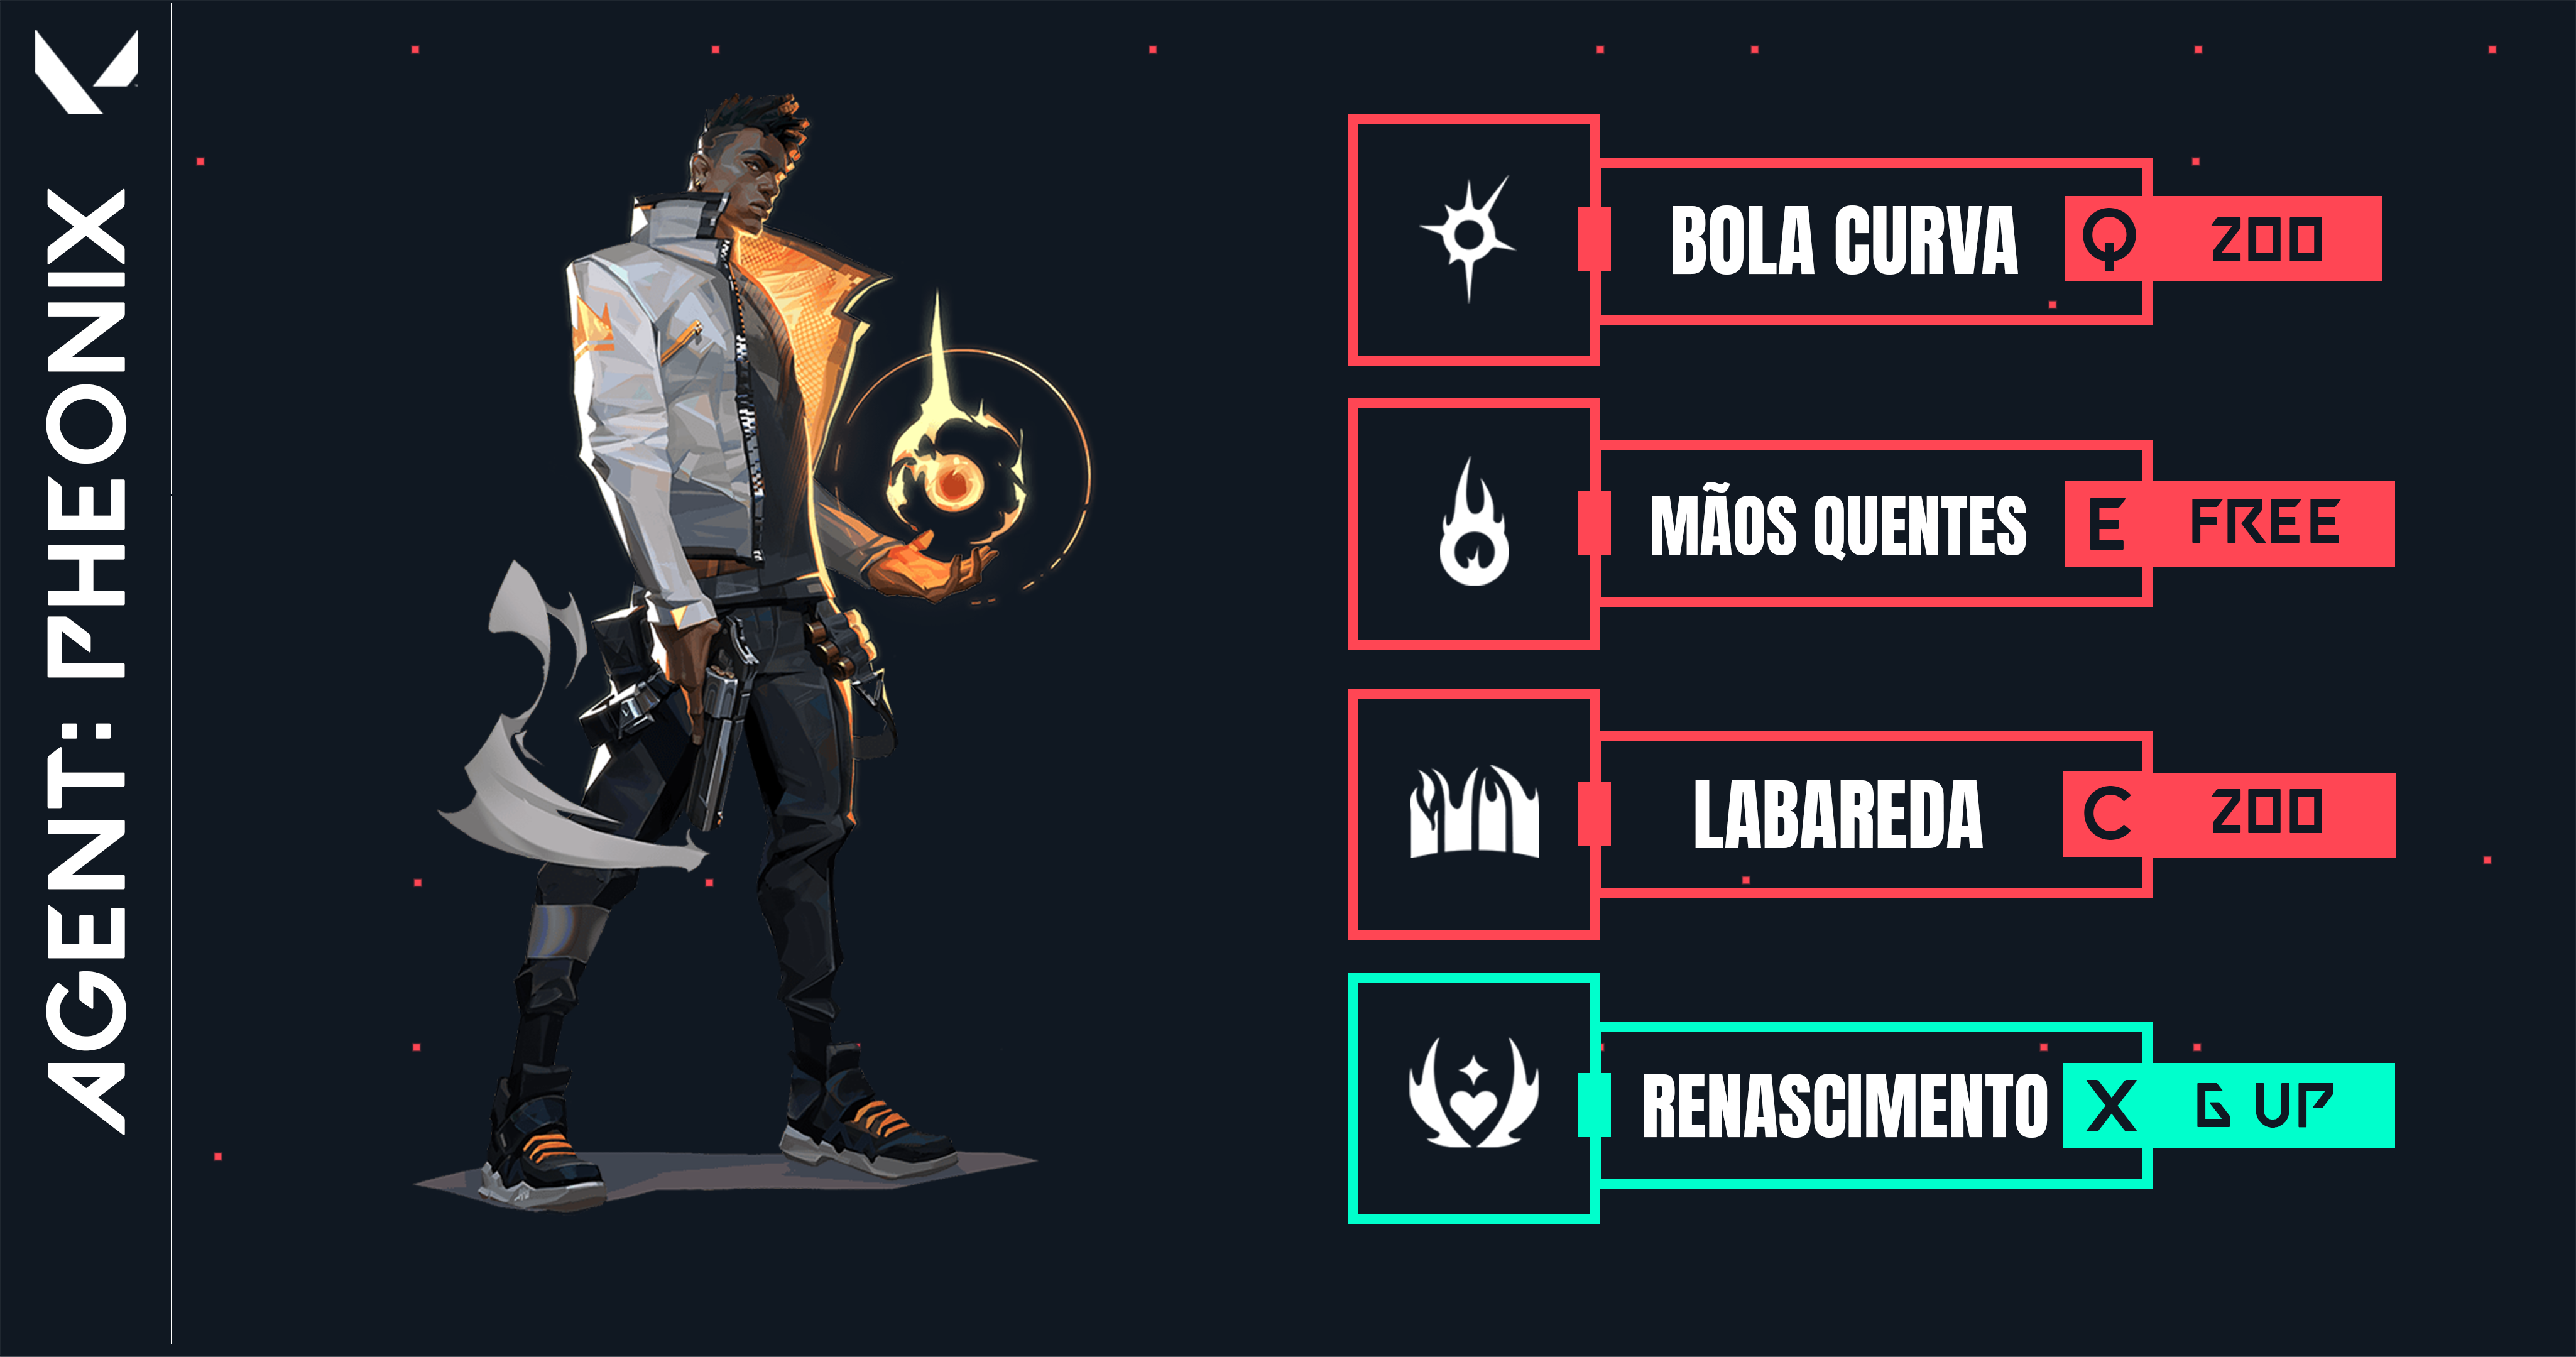 AGENT: PHEONIX
BOLA CURVA
Q 200
MÃOS QUENTES
E FREE
LABAREDA
C 200
RENASCIMENTO
X 6 UP